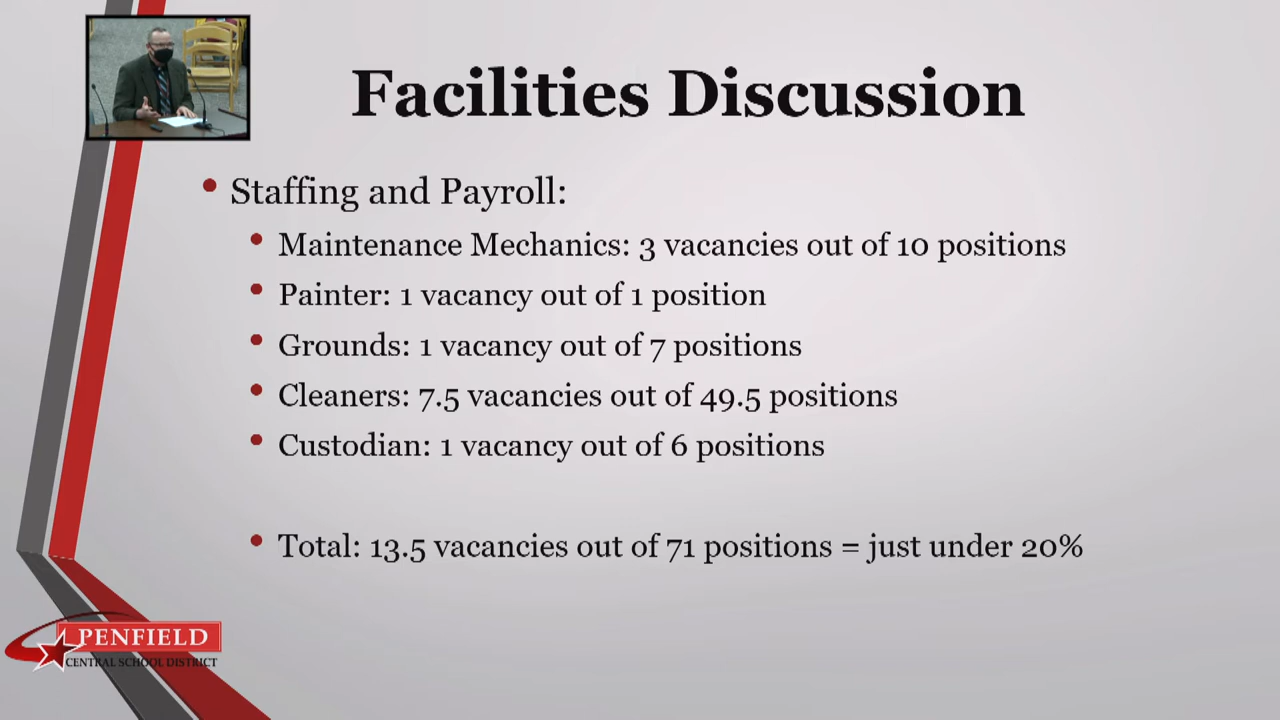 Facilities Discussion
• Staffing and Payroll:
• Maintenance Mechanics: 3 vacancies out of 10 positions
• Painter: 1 vacancy out of 1 position
• Grounds: 1 vacancy out of 7 positions
• Cleaners: 7.5 vacancies out of 49.5 positions
• Custodian: 1 vacancy out of 6 positions
• Total: 13.5 vacancies out of 71 positions = just under 20%
PENFIELD
CENTRAL SCHOOL DISTRICT